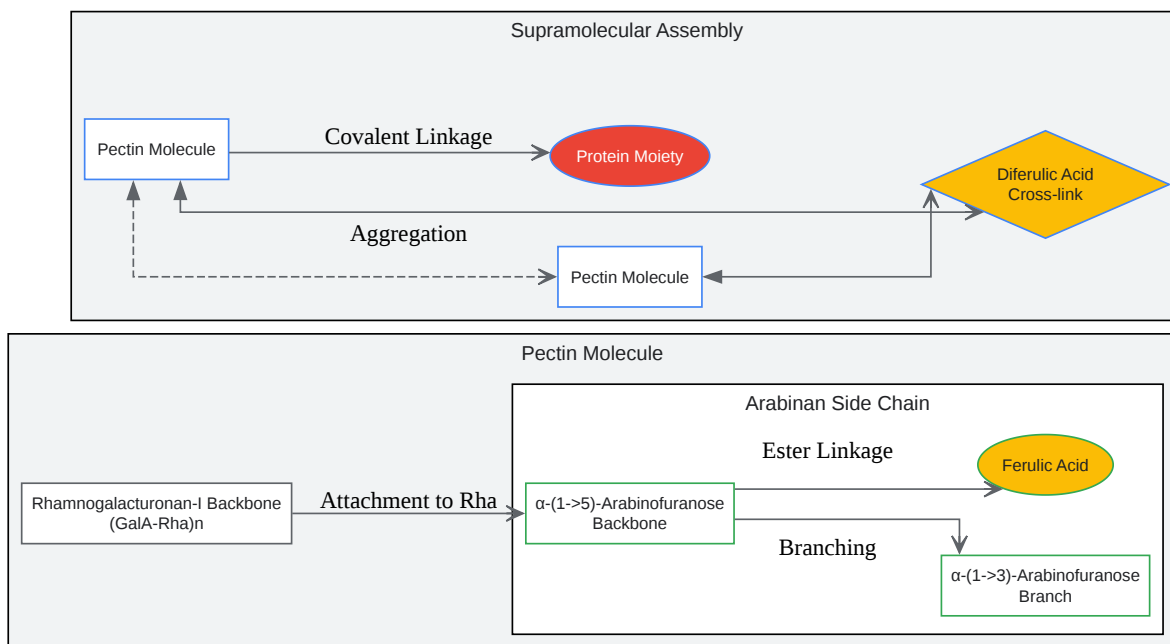 Supramolecular Assembly
Pectin Molecule
Covalent Linkage
Protein Moiety
Diferulic Acid
Cross-link
Aggregation
Pectin Molecule
Pectin Molecule
Arabinan Side Chain
Ester Linkage
Ferulic Acid
Rhamnogalacturonan-I Backbone
(GalA-Rha)n
Attachment to Rha
α-(1->5)-Arabinofuranose
Backbone
Branching
α-(1->3)-Arabinofuranose
Branch